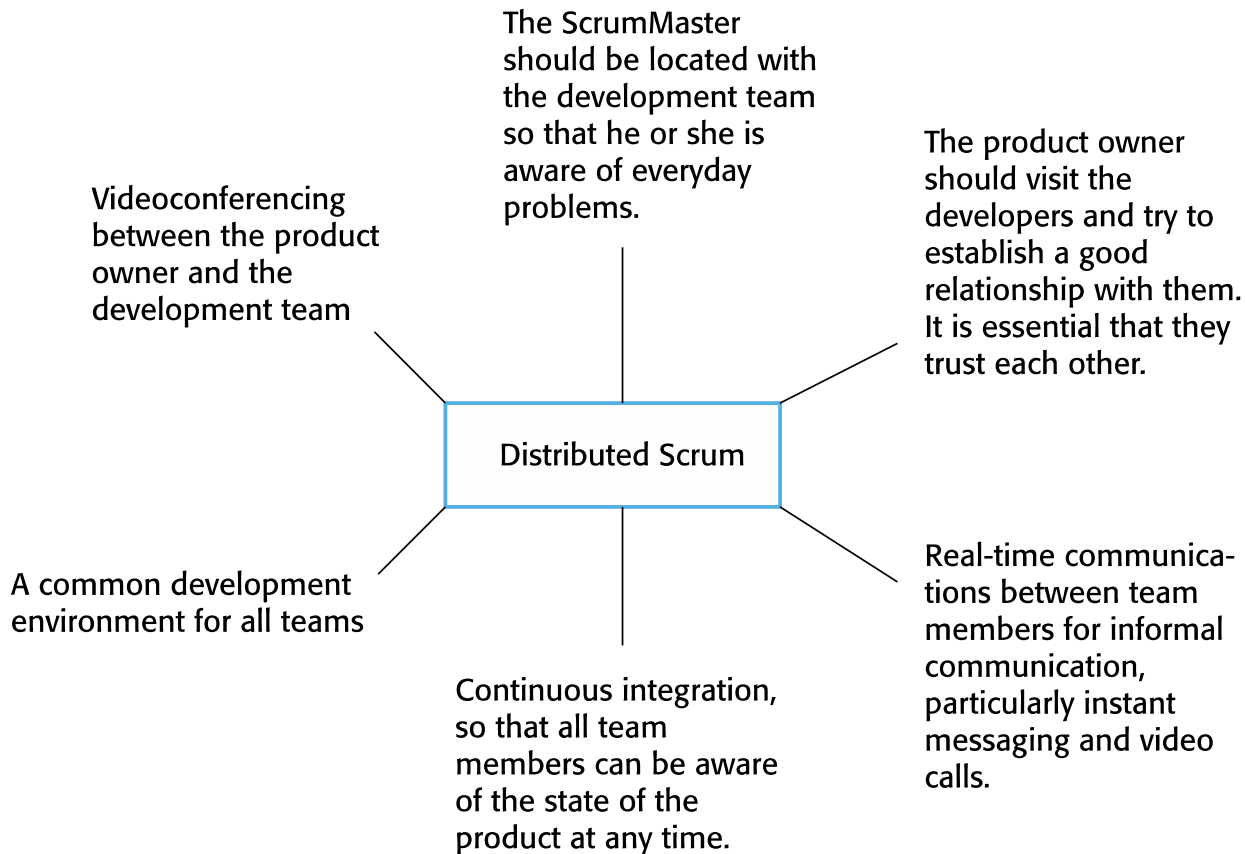 The ScrumMaster
should be located with
the development team
so that he or she is
aware of everyday
problems.
The product owner
should visit the
developers and try to
establish a good
relationship with them.
It is essential that they
trust each other.
Videoconferencing
between the product
owner and the
development team
Distributed Scrum
A common development
environment for all teams
Real-time communica-
tions between team
members for informal
communication,
particularly instant
messaging and video
calls.
Continuous integration,
so that all team
members can be aware
of the state of the
product at any time.